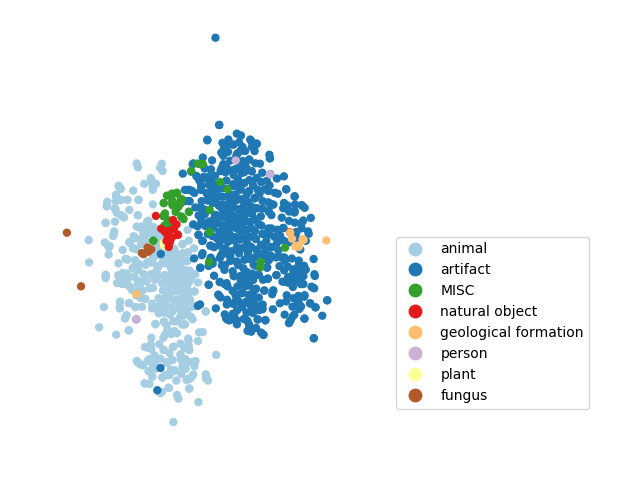 animal
artifact
MISC
natural object
geological formation
person
plant
fungus